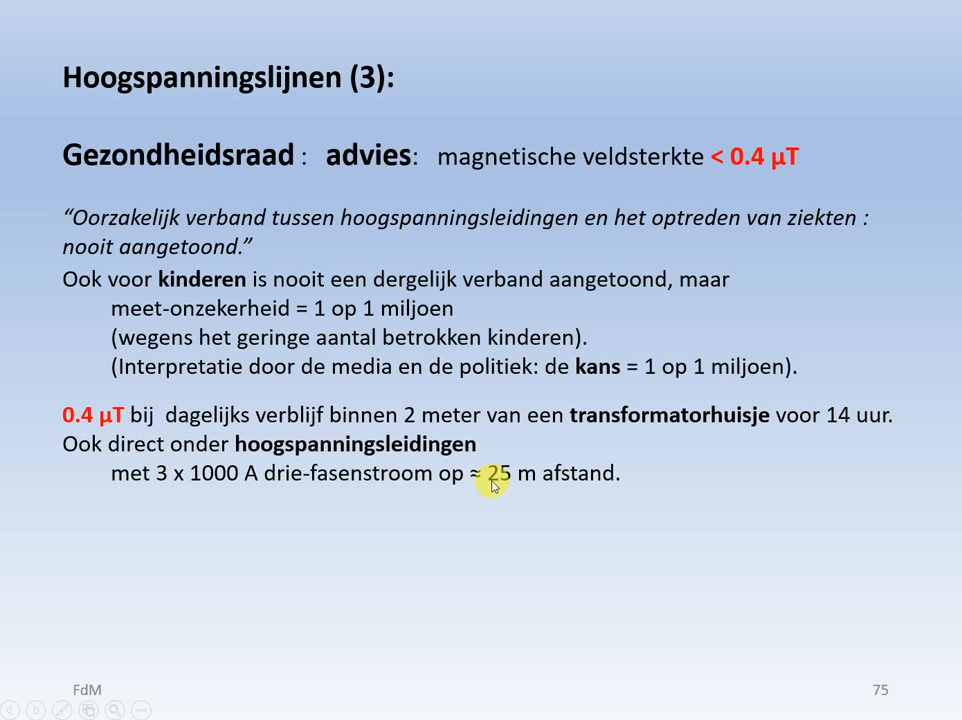 Hoogspanningslijnen (3):
Gezondheidsraad : advies: magnetische veldsterkte < 0.4 µT
“Oorzakelijk verband tussen hoogspanningsleidingen en het optreden van ziekten :
nooit aangetoond.”
Ook voor kinderen is nooit een dergelijk verband aangetoond, maar
meet-onzekerheid = 1 op 1 miljoen
(wegens het geringe aantal betrokken kinderen).
(Interpretatie door de media en de politiek: de kans = 1 op 1 miljoen).
0.4 µT bij dagelijks verblijf binnen 2 meter van een transformatorhuisje voor 14 uur.
Ook direct onder hoogspanningsleidingen
met 3 x 1000 A drie-fasenstroom op ≈ 25 m afstand.
FdM
75